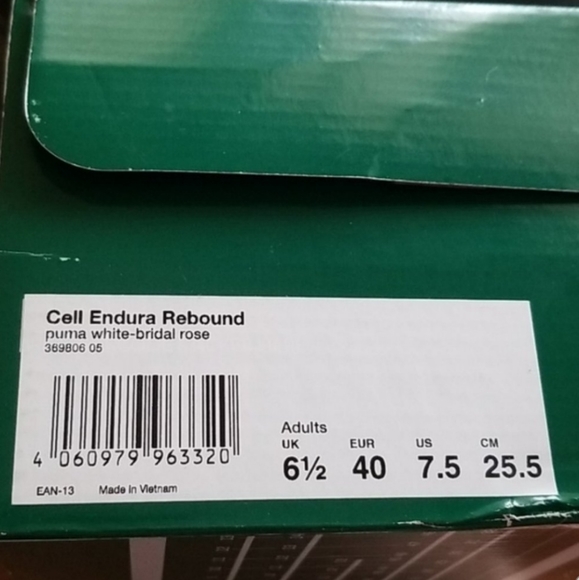 Cell Endura Rebound
puma white-bridal rose
369806 05
4 060979 963320
EAN-13 Made in Vietnam
Adults
UK EUR US CM
6½ 40 7.5 25.5